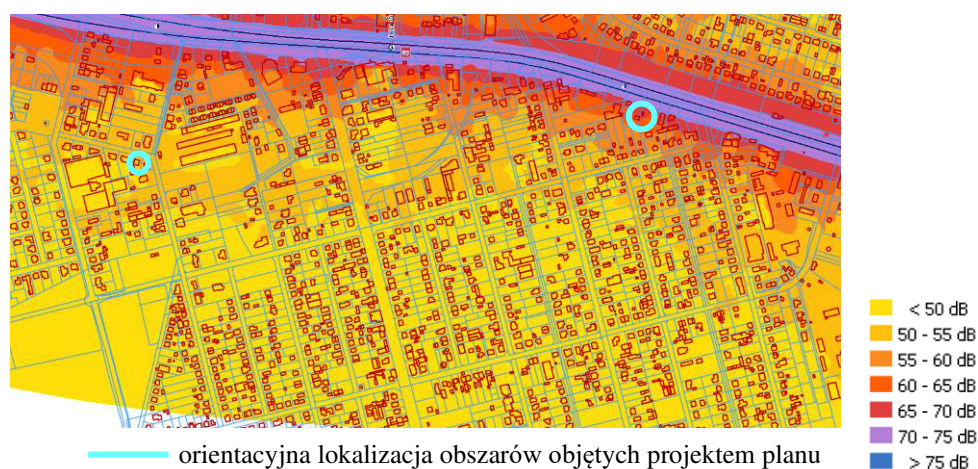 < 50 dB
50 - 55 dB
55 - 60 dB
60 - 65 dB
65 - 70 dB
70 - 75 dB
> 75 dB
orientacyjna lokalizacja obszarów objętych projektem planu